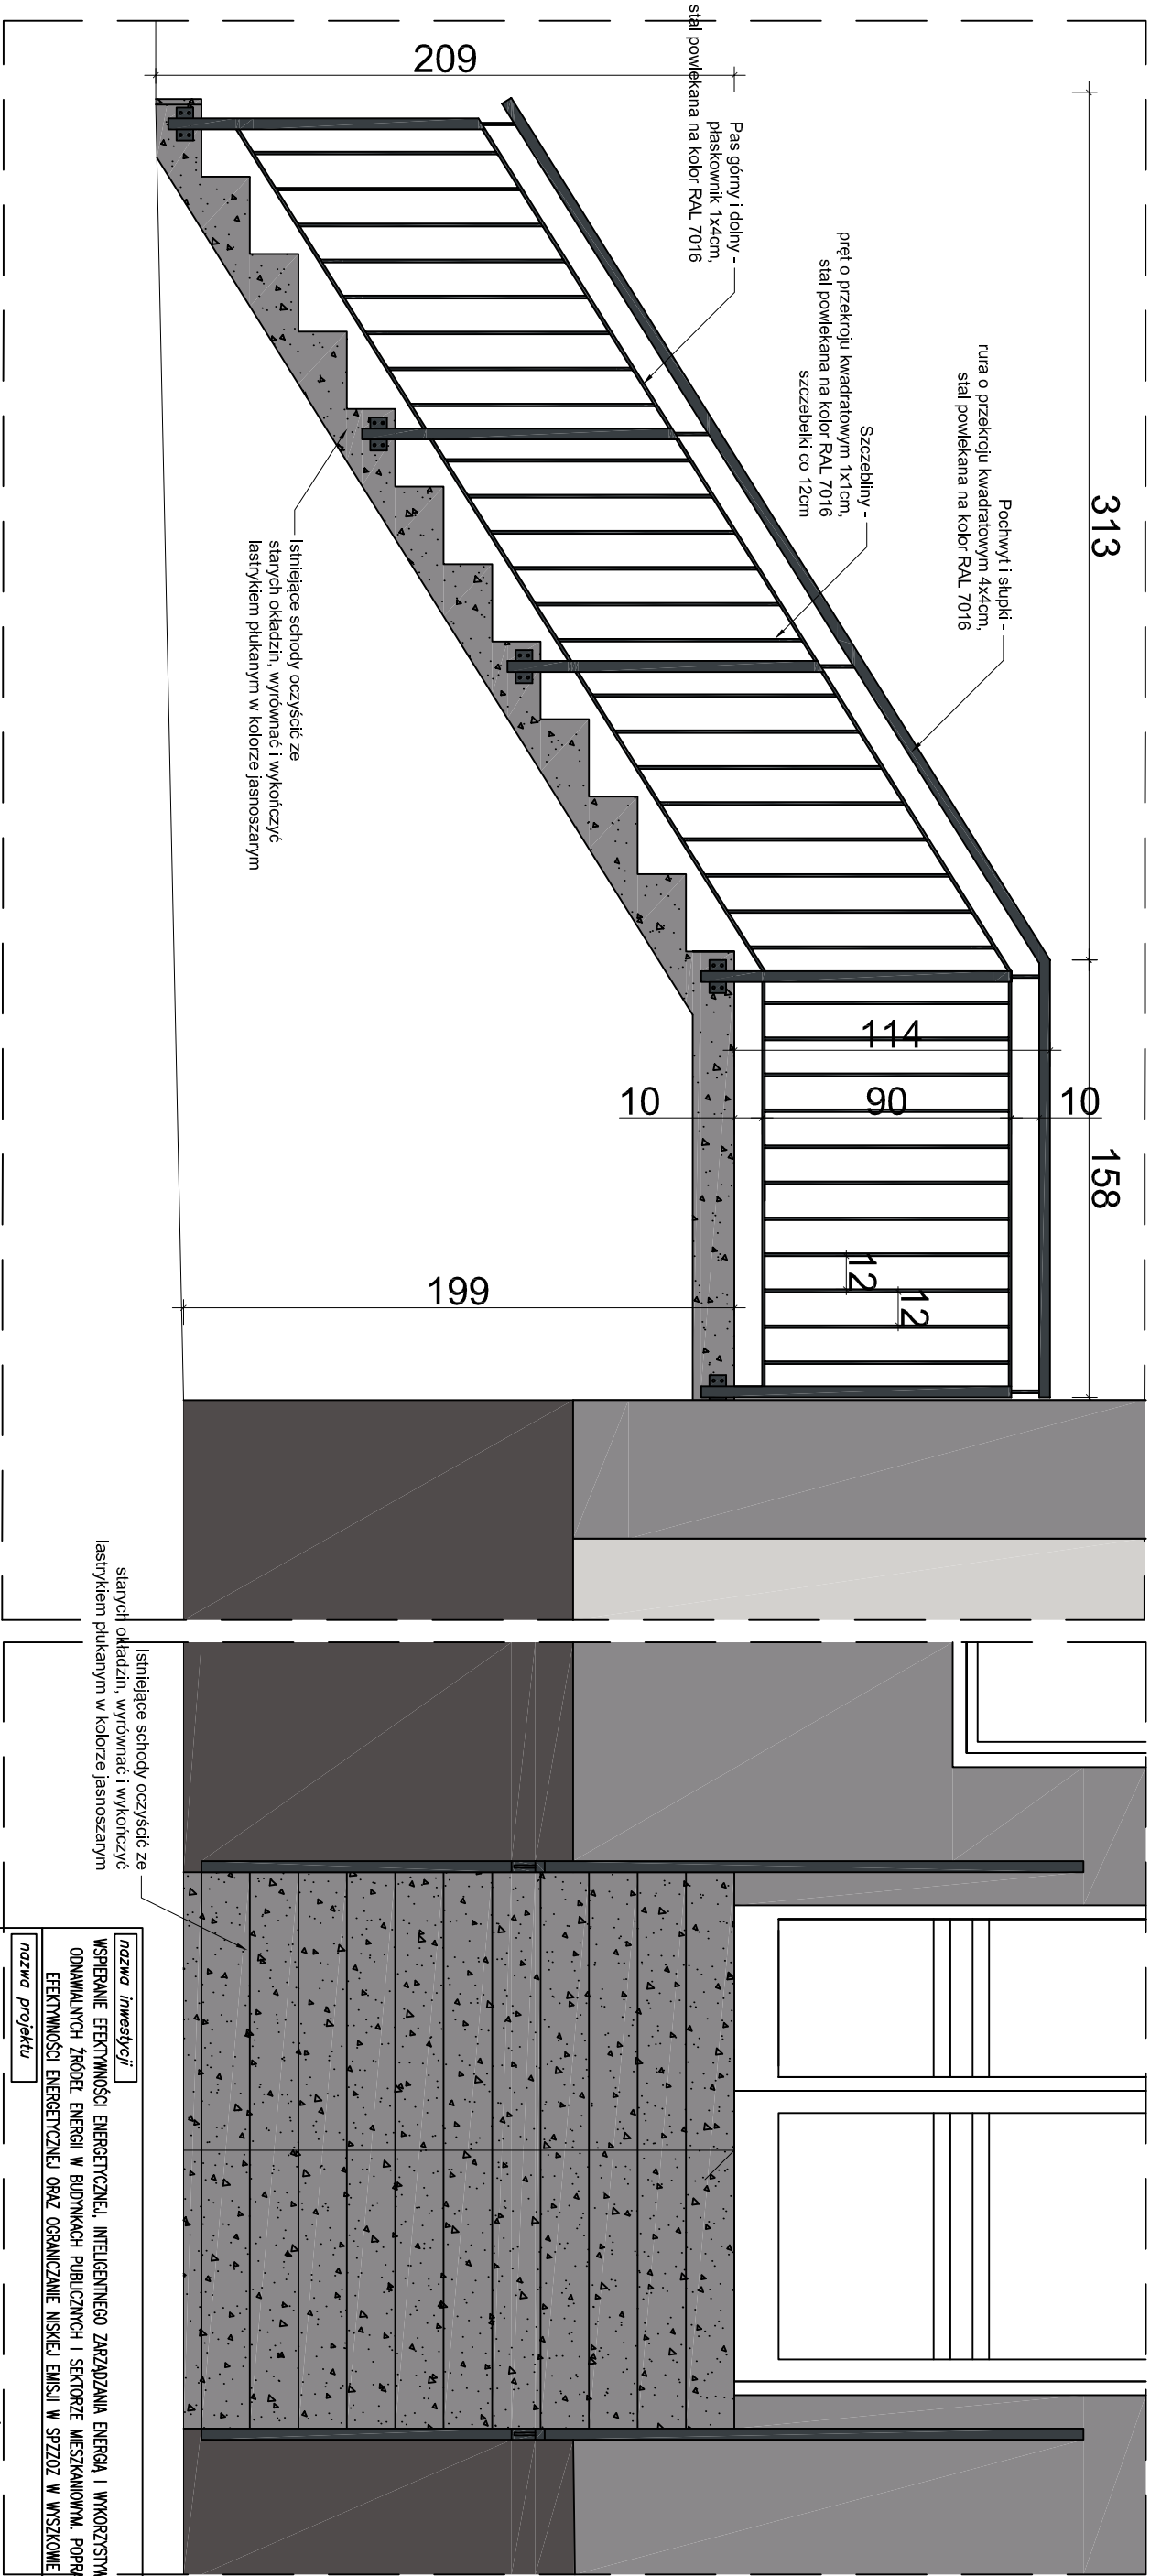 313
158
Pochwyt i słupki -
rura o przekroju kwadratowym 4x4cm,
stal powlekana na kolor RAL 7016
Szczebliny -
pręt o przekroju kwadratowym 1x1cm,
stal powlekana na kolor RAL 7016
szczebelki co 12cm
Pas górny i dolny -
płaskownik 1x4cm,
stal powlekana na kolor RAL 7016
209
114
10
90
10
12
12
199
Istniejące schody oczyścić ze
starych okładzin, wyrównać i wykończyć
lastrykiem płukanym w kolorze jasnoszarym
Istniejące schody oczyścić ze
starych okładzin, wyrównać i wykończyć
lastrykiem płukanym w kolorze jasnoszarym
nazwa inwestycji
WSPIERANIE EFEKTYWNOŚCI ENERGETYCZNEJ, INTELIGENTNEGO ZARZĄDZANIA ENERGIĄ I WYKORZYSTYW
ODNAWIALNYCH ŹRÓDEŁ ENERGII W BUDYNKACH PUBLICZNYCH I SEKTORZE MIESZKANIOWYM. POPRA
EFEKTYWNOŚCI ENERGETYCZNEJ ORAZ OGRANICZANIE NISKIEJ EMISJI W SPZZOZ W WYSZKOWIE
nazwa projektu